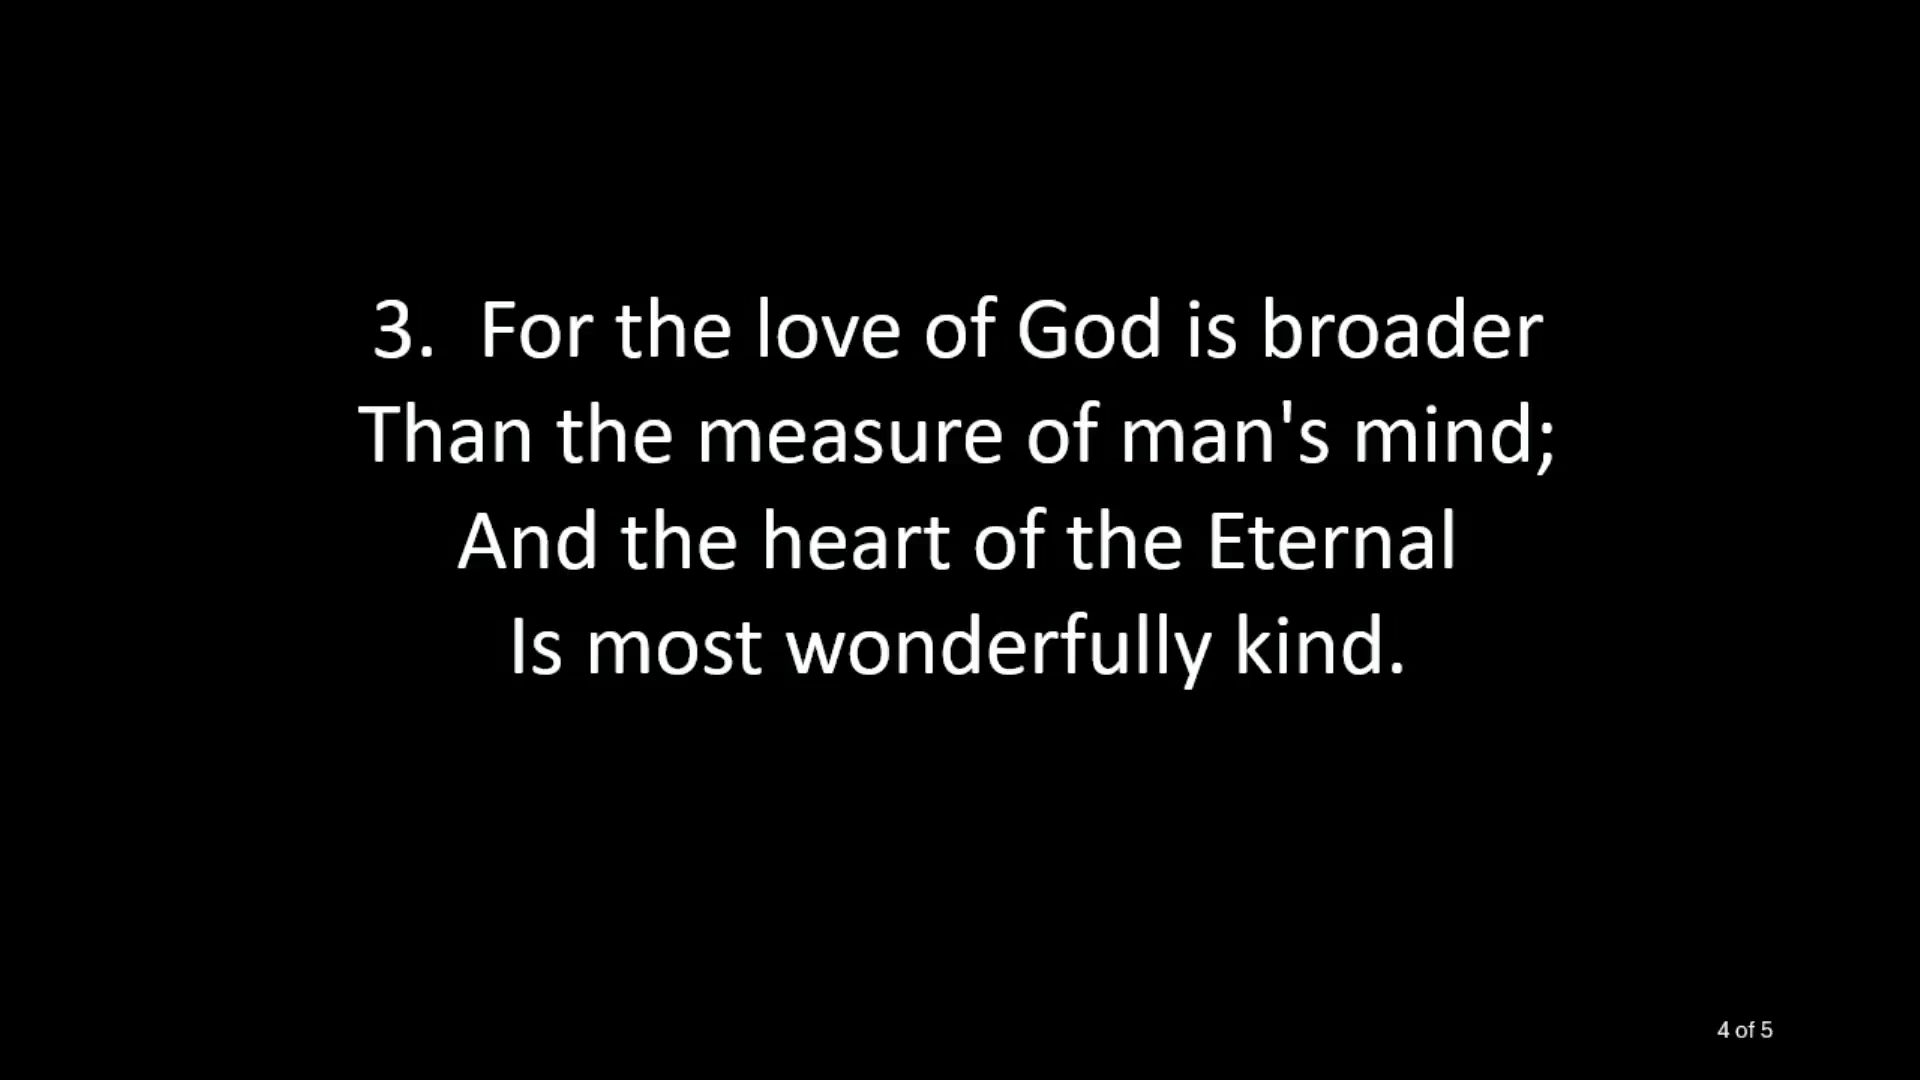 3.  For the love of God is broader
Than the measure of man's mind;
And the heart of the Eternal
Is most wonderfully kind.
4 of 5